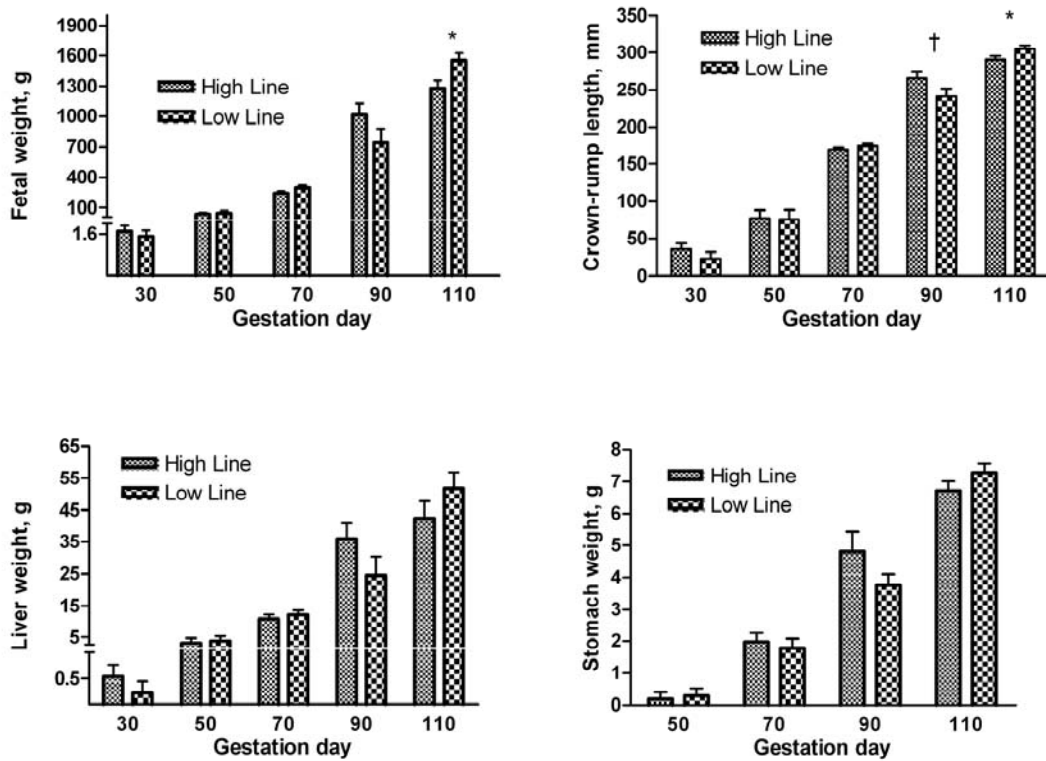 1900
1600
1300
1000
700
400
100
1.6
Fetal weight, g
High Line
Low Line
*
30 50 70 90 110
Gestation day
350
300
250
200
150
100
50
0
Crown-rump length, mm
High Line
Low Line
†
*
30 50 70 90 110
Gestation day
65
55
45
35
25
15
5
0.5
Liver weight, g
High Line
Low Line
30 50 70 90 110
Gestation day
8
7
6
5
4
3
2
1
0
Stomach weight, g
High Line
Low Line
50 70 90 110
Gestation day